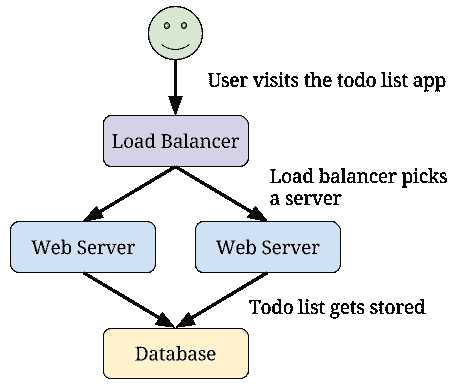 User visits the todo list app
Load Balancer
Load balancer picks
a server
Web Server
Web Server
Todo list gets stored
Database